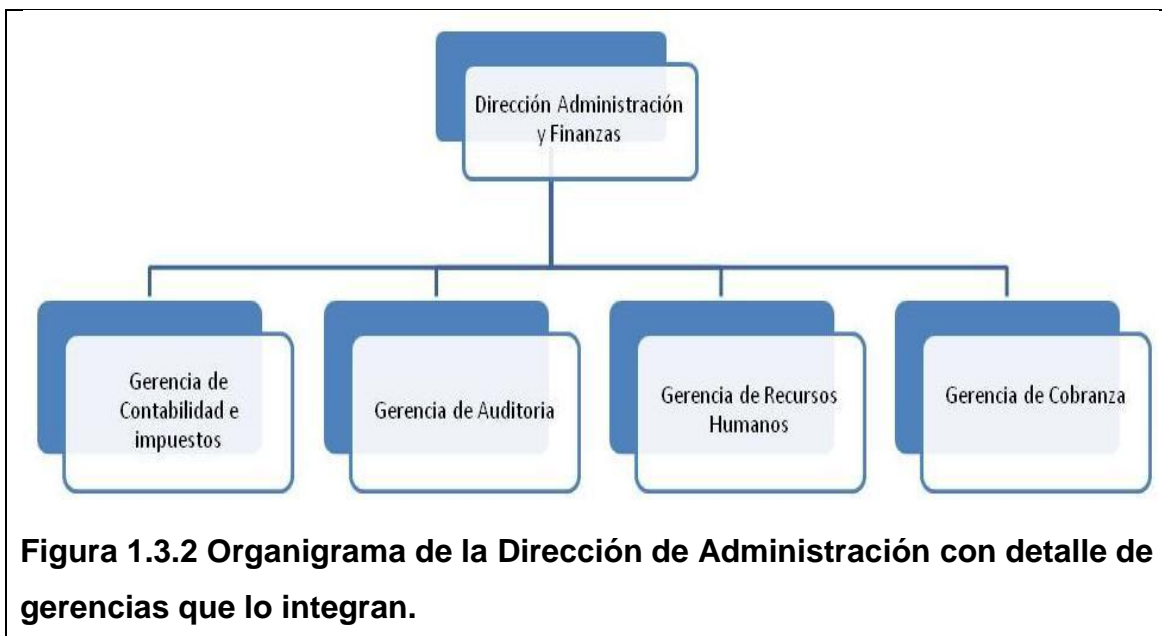 Dirección Administración
y Finanzas
Gerencia de
Contabilidad e
impuestos
Gerencia de Auditoria
Gerencia de Recursos
Humanos
Gerencia de Cobranza
Figura 1.3.2 Organigrama de la Dirección de Administración con detalle de
gerencias que lo integran.